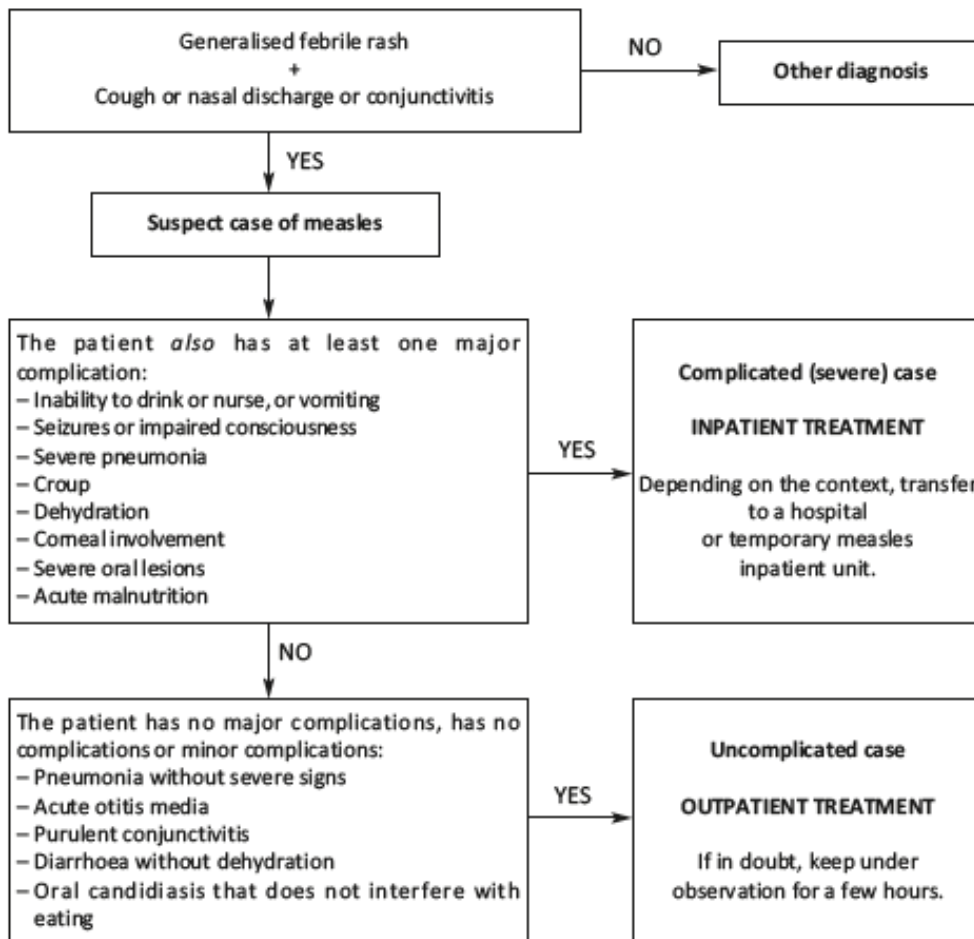 Generalised febrile rash
+
Cough or nasal discharge or conjunctivitis
NO
Other diagnosis
YES
Suspect case of measles
The patient also has at least one major
complication:
– Inability to drink or nurse, or vomiting
– Seizures or impaired consciousness
– Severe pneumonia
– Croup
– Dehydration
– Corneal involvement
– Severe oral lesions
– Acute malnutrition
YES
Complicated (severe) case
INPATIENT TREATMENT
Depending on the context, transfer
to a hospital
or temporary measles
inpatient unit.
NO
The patient has no major complications, has no
complications or minor complications:
– Pneumonia without severe signs
– Acute otitis media
– Purulent conjunctivitis
– Diarrhoea without dehydration
– Oral candidiasis that does not interfere with
eating
YES
Uncomplicated case
OUTPATIENT TREATMENT
If in doubt, keep under
observation for a few hours.